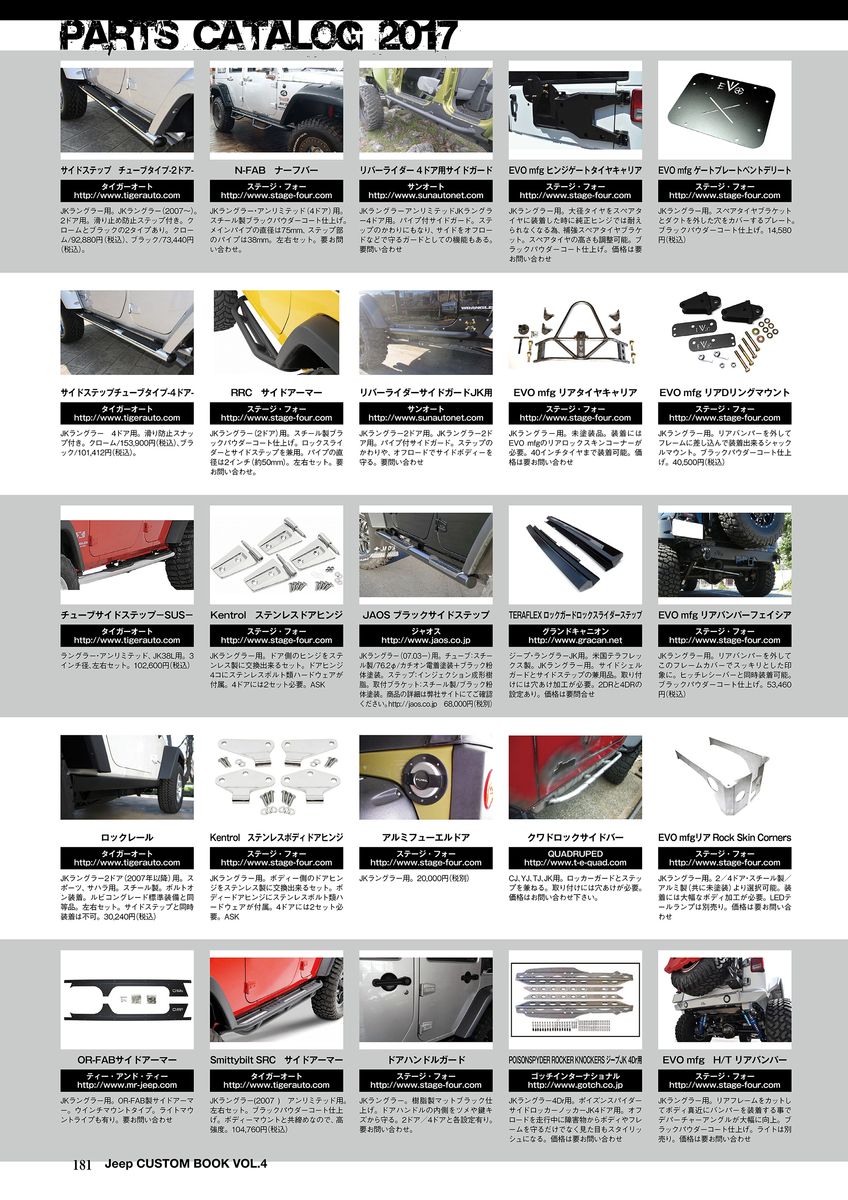 PARTS CATALOG 2017
サイドステップ　チューブタイプ-2ドア-
タイガーオート
http://www.tigerauto.com
JKラングラー用。JKラングラー（2007〜）。
2ドア用。滑り止め防止ステップ付き。ク
ロームとブラックの2タイプあり。クロー
ム/92,880円（税込）、ブラック/73,440円
（税込）。
N-FAB　ナーフバー
ステージ・フォー
http://www.stage-four.com
JKラングラー・アンリミテッド（4ドア）用。
スチール製ブラックパウダーコート仕上げ。
メインパイプの直径は75mm、ステップ部
のパイプは38mm。左右セット。要お問
い合わせ。
リバーライダー 4ドア用サイドガード
サンオート
http://www.sunautonet.com
JKラングラーアンリミテッドJKラングラ
ー4ドア用。パイプ付サイドガード。ステ
ップのかわりにもなり、サイドをオフロー
ドなどで守るガードとしての機能もある。
要問い合わせ
EVO mfg ヒンジゲートタイヤキャリア
ステージ・フォー
http://www.stage-four.com
JKラングラー用。大径タイヤをスペアタ
イヤに装着した時に純正ヒンジでは耐え
られなくなる為、補強スペアタイヤブラケ
ット。スペアタイヤの高さも調整可能。ブ
ラックパウダーコート仕上げ。価格は要
お問い合わせ
EVO mfg ゲートプレートベントデリート
ステージ・フォー
http://www.stage-four.com
JKラングラー用。スペアタイヤブラケット
とダクトを外した穴をカバーするプレート。
ブラックパウダーコート仕上げ。14,580
円（税込）
サイドステップチューブタイプ-4ドア-
タイガーオート
http://www.tigerauto.com
JKラングラー　4ドア用。滑り防止スナッ
プ付き。クローム/153,900円（税込）、ブラッ
ク/101,412円（税込）。
RRC　サイドアーマー
ステージ・フォー
http://www.stage-four.com
JKラングラー（2ドア）用。スチール製ブラ
ックパウダーコート仕上げ。ロックスライ
ダーとサイドステップを兼用。パイプの直
径は2インチ（約50mm）。左右セット。要
お問い合わせ。
リバーライダーサイドガードJK用
サンオート
http://www.sunautonet.com
JKラングラー2ドア用。JKラングラー2ド
ア用。パイプ付サイドガード。ステップの
かわりや、オフロードでサイドボディーを
守る。要問い合わせ
EVO mfg リアタイヤキャリア
ステージ・フォー
http://www.stage-four.com
JKラングラー用。未塗装品。装着には
EVO mfgのリアロックスキンコーナーが
必要。40インチタイヤまで装着可能。価
格は要お問い合わせ
EVO mfg リアDリングマウント
ステージ・フォー
http://www.stage-four.com
JKラングラー用。リアバンパーを外して
フレームに差し込んで装着出来るシャック
ルマウント。ブラックパウダーコート仕上
げ。40,500円（税込）
チューブサイドステップ−SUS−
タイガーオート
http://www.tigerauto.com
ラングラー・アンリミテッド、JK38L用。3
インチ径、左右セット。102,600円（税込）
Kentrol　ステンレスドアヒンジ
ステージ・フォー
http://www.stage-four.com
JKラングラー用。ドア側のヒンジをステ
ンレス製に交換出来るセット。ドアヒンジ
4コにステンレスボルト類ハードウェアが
付属。4ドアには2セット必要。ASK
JAOS ブラックサイドステップ
ジャオス
http://www.jaos.co.jp
JKラングラー（07.03ー）用。チューブ：スチー
ル製/76.2φ/カチオン電着塗装＋ブラック粉
体塗装。ステップ：インジェクション成形樹
脂。取付ブラケット：スチール製/ブラック粉
体塗装。商品の詳細は弊社サイトにてご確認
ください。http://jaos.co.jp　68,000円（税別）
TERAFLEX ロックガードロックスライダーステップ
グランドキャニオン
http://www.gracan.net
ジープ・ラングラーJK用。米国テラフレッ
クス製。JKラングラー用。サイドシェル
ガードとサイドステップの兼用品。取り付
けには穴あけ加工が必要。2DRと4DRの
設定あり。価格は要問合せ
EVO mfg リアバンパーフェイシア
ステージ・フォー
http://www.stage-four.com
JKラングラー用。リアバンパーを外して
このフレームカバーでスッキリとした印
象に。ヒッチレシーバーと同時装着可能。
ブラックパウダーコート仕上げ。53,460
円（税込）
ロックレール
タイガーオート
http://www.tigerauto.com
JKラングラー2ドア（2007年以降）用。ス
ポーツ、サハラ用。スチール製。ボルトオ
ン装着。ルビコングレード標準装備と同
等品。左右セット。サイドステップと同時
装着は不可。30,240円（税込）
Kentrol　ステンレスボディドアヒンジ
ステージ・フォー
http://www.stage-four.com
JKラングラー用。ボディー側のドアヒン
ジをステンレス製に交換出来るセット。ボ
ディードアヒンジにステンレスボルト類ハ
ードウェアが付属。4ドアには2セット必
要。ASK
アルミフューエルドア
ステージ・フォー
http://www.stage-four.com
JKラングラー用。20,000円（税別）
クワドロックサイドバー
QUADRUPED
http://www.t-e-quad.com
CJ、YJ、TJ、JK用。ロッカーガードとステッ
プを兼ねる。取り付けには穴あけが必要。
価格はお問い合わせ下さい。
EVO mfgリア Rock Skin Corners
ステージ・フォー
http://www.stage-four.com
JKラングラー用。2／4ドア・スチール製／
アルミ製（共に未塗装）より選択可能。装
着には大幅なボディ加工が必要。LEDテ
ールランプは別売り。価格は要お問い合
わせ
OR-FABサイドアーマー
ティー・アンド・ティー
http://www.mr-jeep.com
JKラングラー用。OR-FAB製サイドアーマ
ー。ウインチマウントタイプ。ライトマウ
ントライプも有り。要お問い合わせ
Smittybilt SRC　サイドアーマー
タイガーオート
http://www.tigerauto.com
JKラングラー（2007 ）　アンリミテッド用。
左右セット。ブラックパウダーコート仕上
げ。ボディーマウントと共締めなので、高
強度。104,760円（税込）
ドアハンドルガード
ステージ・フォー
http://www.stage-four.com
JKラングラー。樹脂製マットブラック仕
上げ。ドアハンドルの内側をツメや鍵キ
ズから守る。2ドア／4ドアと各設定有り。
要お問い合わせ。
POISONSPYDER ROCKER KNOCKERS ジープJK 4Dr用
ゴッチインターナショナル
http://www.gotch.co.jp
JKラングラー4Dr用。ポイズンスパイダー
サイドロッカーノッカーJK4ドア用。オフ
ロードを走行中に障害物からボディやフレ
ームを守るだけでなく見た目もスタイリッ
シュになる。価格は要お問い合わせ
EVO mfg　H/T リアバンパー
ステージ・フォー
http://www.stage-four.com
JKラングラー用。リアフレームをカットし
てボディ真近にバンパーを装着する事で
デパーチャーアングルが大幅に向上。ブ
ラックパウダーコート仕上げ。ライトは別
売り。価格は要お問い合わせ
181 Jeep CUSTOM BOOK VOL.4